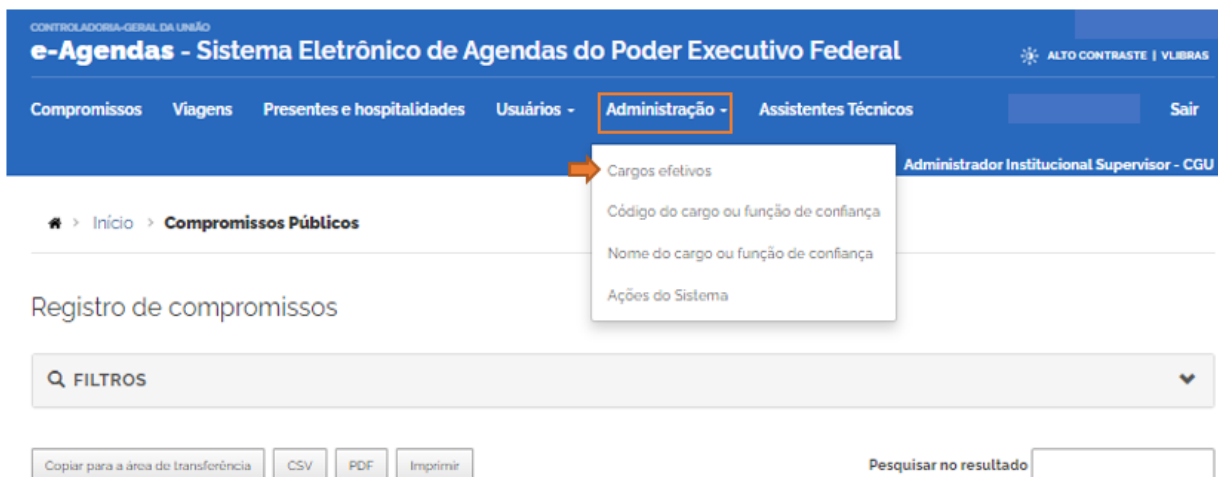 CONTROLADORIA-GERAL DA UNIÃO
e-Agendas - Sistema Eletrônico de Agendas do Poder Executivo Federal
ALTO CONTRASTE | VLIBRAS
Compromissos Viagens Presentes e hospitalidades Usuários Administração Assistentes Técnicos Sair
Administrador Institucional Supervisor - CGU
Cargos efetivos
Código do cargo ou função de confiança
Nome do cargo ou função de confiança
Ações do Sistema
> Início > Compromissos Públicos
Registro de compromissos
FILTROS
Copiar para a área de transferência CSV PDF Imprimir Pesquisar no resultado